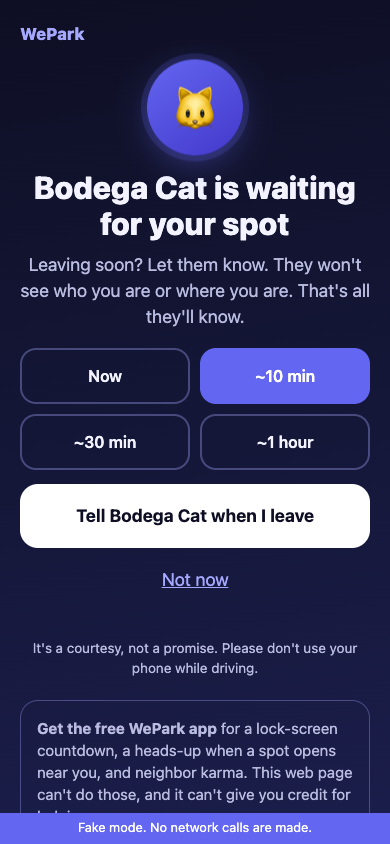 WePark
Bodega Cat is waiting
for your spot
Leaving soon? Let them know. They won't
see who you are or where you are. That's all
they'll know.
Now
~10 min
~30 min
~1 hour
Tell Bodega Cat when I leave
Not now
It's a courtesy, not a promise. Please don't use your
phone while driving.
Get the free WePark app for a lock-screen
countdown, a heads-up when a spot opens
near you, and neighbor karma. This web page
can't do those, and it can't give you credit for
Fake mode. No network calls are made.